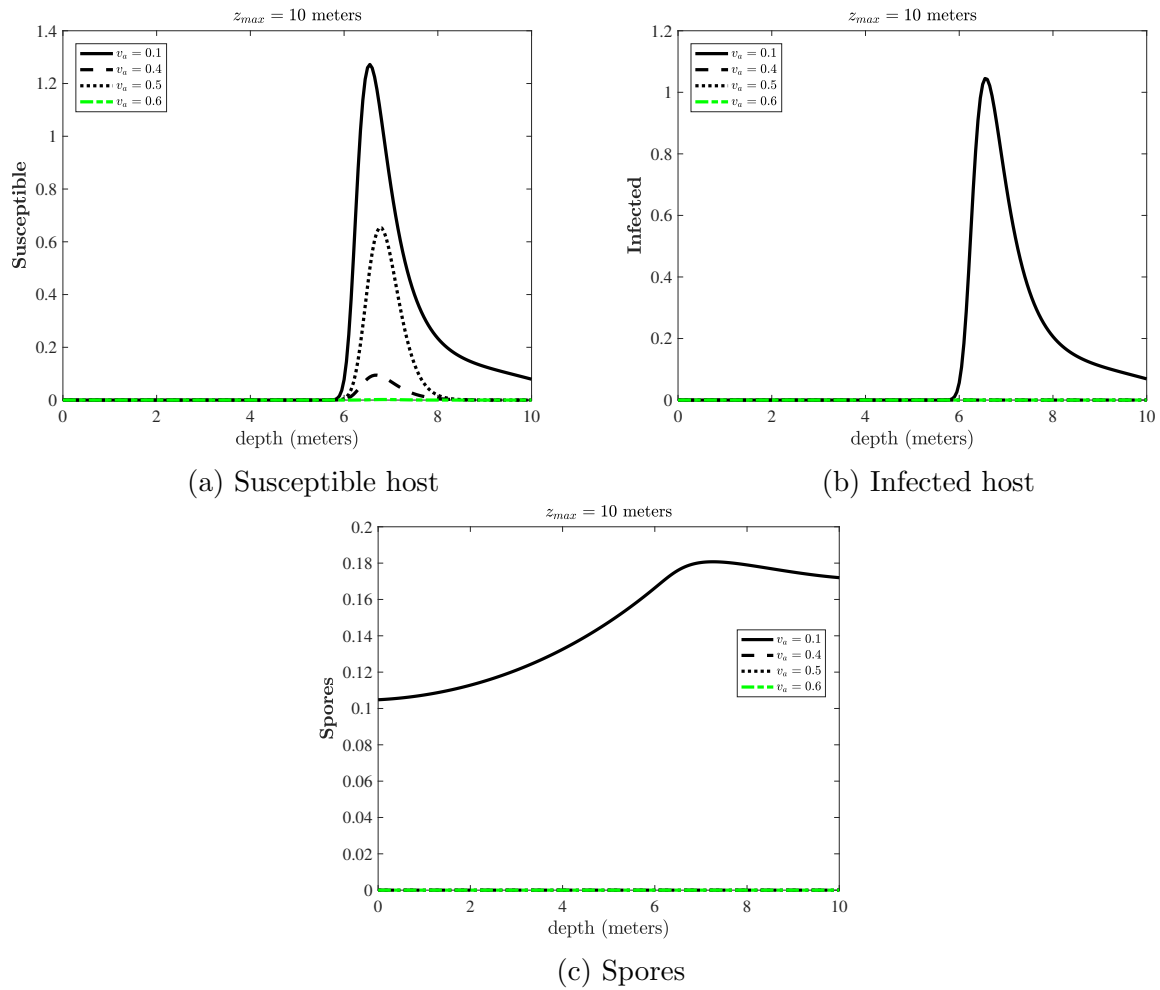 z_max = 10 meters
Susceptible
1.4
1.2
1
0.8
0.6
0.4
0.2
0
v_a = 0.1
v_a = 0.4
v_a = 0.5
v_a = 0.6
0 2 4 6 8 10
depth (meters)
(a) Susceptible host
z_max = 10 meters
Infected
1.2
1
0.8
0.6
0.4
0.2
0
v_a = 0.1
v_a = 0.4
v_a = 0.5
v_a = 0.6
0 2 4 6 8 10
depth (meters)
(b) Infected host
z_max = 10 meters
Spores
0.2
0.18
0.16
0.14
0.12
0.1
0.08
0.06
0.04
0.02
0
v_a = 0.1
v_a = 0.4
v_a = 0.5
v_a = 0.6
0 2 4 6 8 10
depth (meters)
(c) Spores